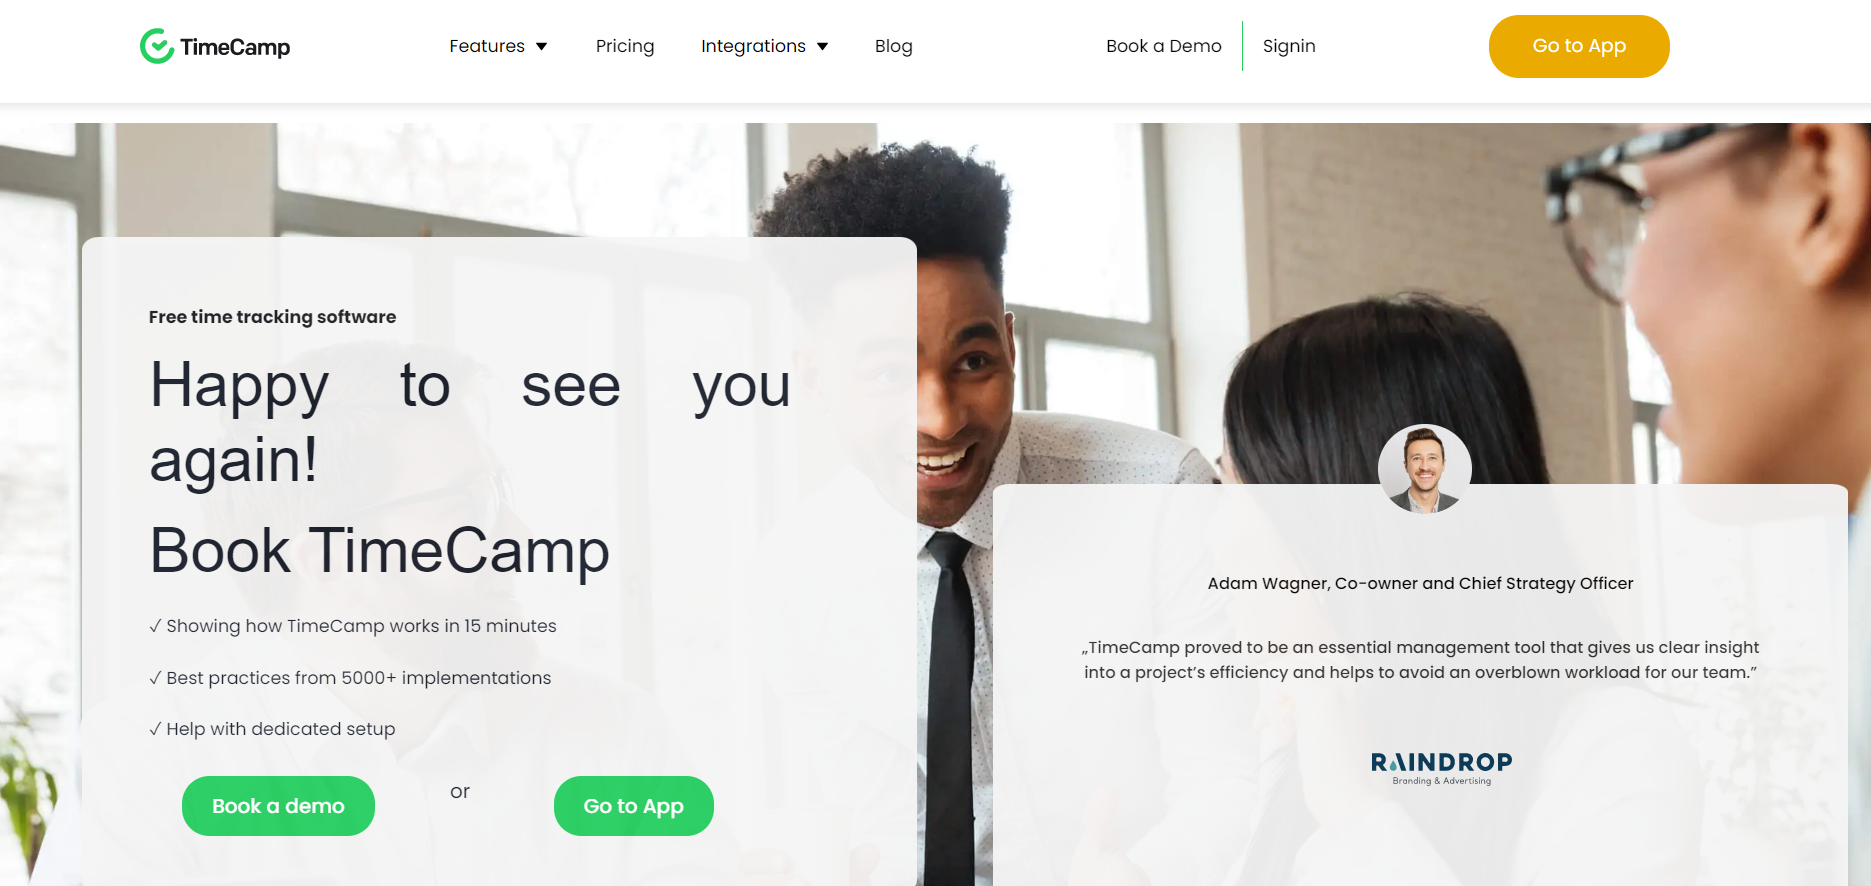 TimeCamp
Features
Pricing
Integrations
Blog
Book a Demo
Signin
Go to App
Free time tracking software
Happy to see you
again!
Book TimeCamp
✓ Showing how TimeCamp works in 15 minutes
✓ Best practices from 5000+ implementations
✓ Help with dedicated setup
Book a demo
or
Go to App
Adam Wagner, Co-owner and Chief Strategy Officer
„TimeCamp proved to be an essential management tool that gives us clear insight
into a project’s efficiency and helps to avoid an overblown workload for our team.”
RAINDROP
Branding & Advertising